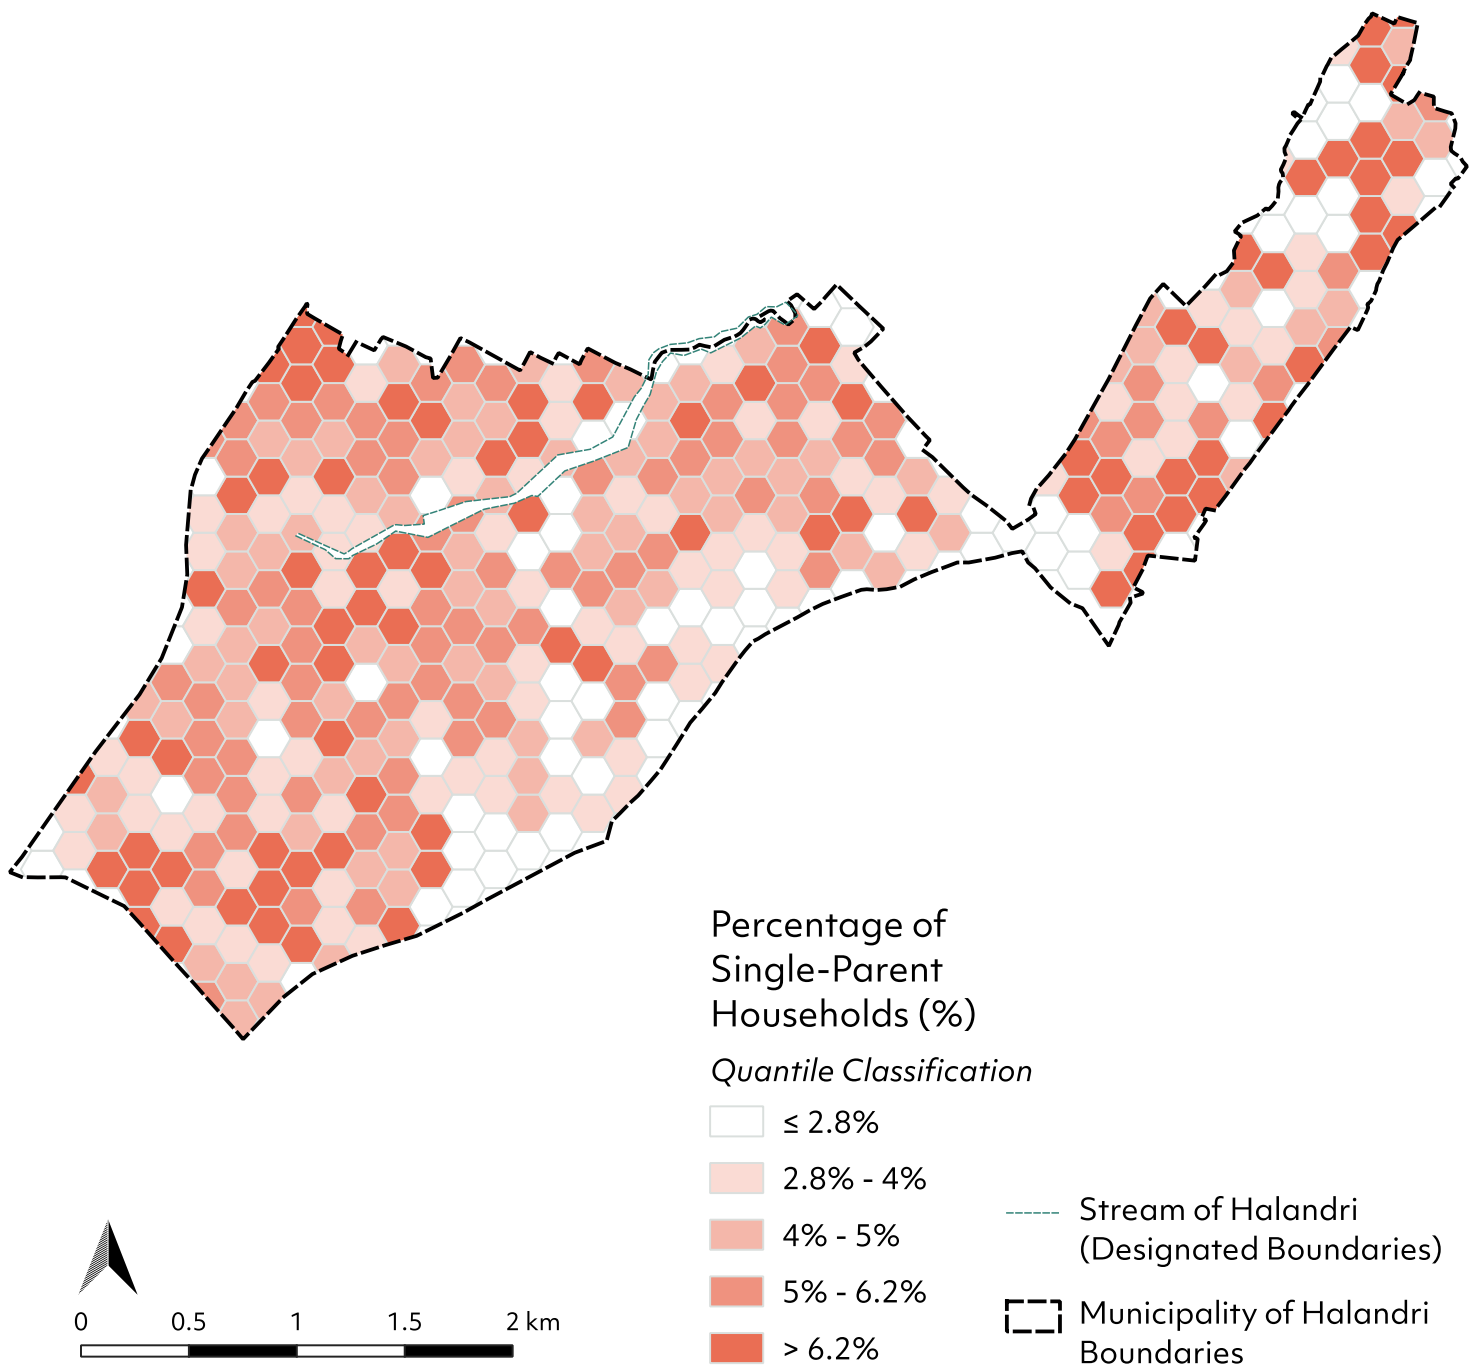 Percentage of
Single-Parent
Households (%)
Quantile Classification
≤ 2.8%
2.8% - 4%
4% - 5%
5% - 6.2%
> 6.2%
Stream of Halandri
(Designated Boundaries)
Municipality of Halandri
Boundaries
0 0.5 1 1.5 2 km